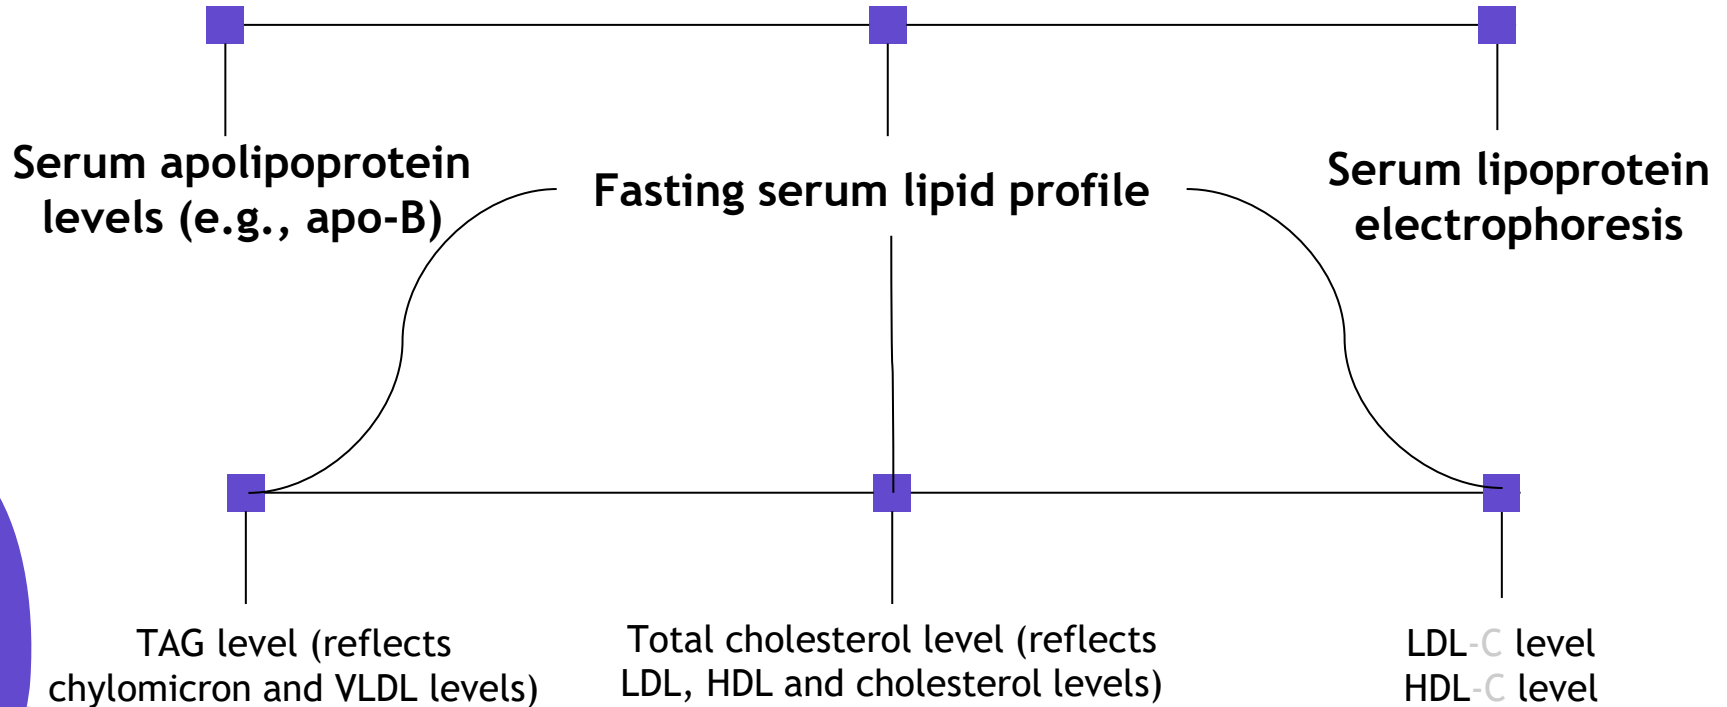 Serum apolipoprotein
levels (e.g., apo-B)
Fasting serum lipid profile
Serum lipoprotein
electrophoresis
TAG level (reflects
chylomicron and VLDL levels)
Total cholesterol level (reflects
LDL, HDL and cholesterol levels)
LDL-C level
HDL-C level